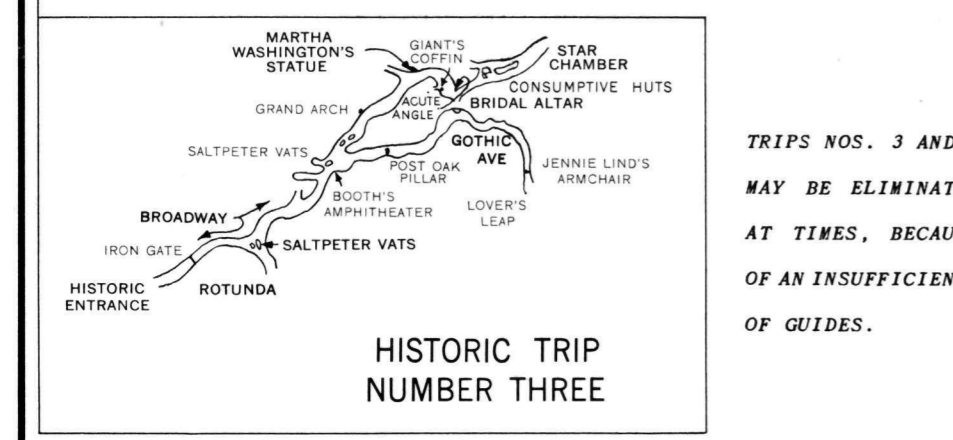 MARTHA
WASHINGTON'S
STATUE
GIANT'S
COFFIN
STAR
CHAMBER
CONSUMPTIVE HUTS
GRAND ARCH
ACUTE
ANGLE
BRIDAL ALTAR
SALTPETER VATS
GOTHIC
AVE
POST OAK
PILLAR
JENNIE LIND'S
ARMCHAIR
BOOTH'S
AMPHITHEATER
LOVER'S
LEAP
BROADWAY
IRON GATE
SALTPETER VATS
HISTORIC
ENTRANCE
ROTUNDA
HISTORIC TRIP
NUMBER THREE
TRIPS NOS. 3 AND
MAY BE ELIMINAT
AT TIMES, BECAU
OF AN INSUFFICIEN
OF GUIDES.